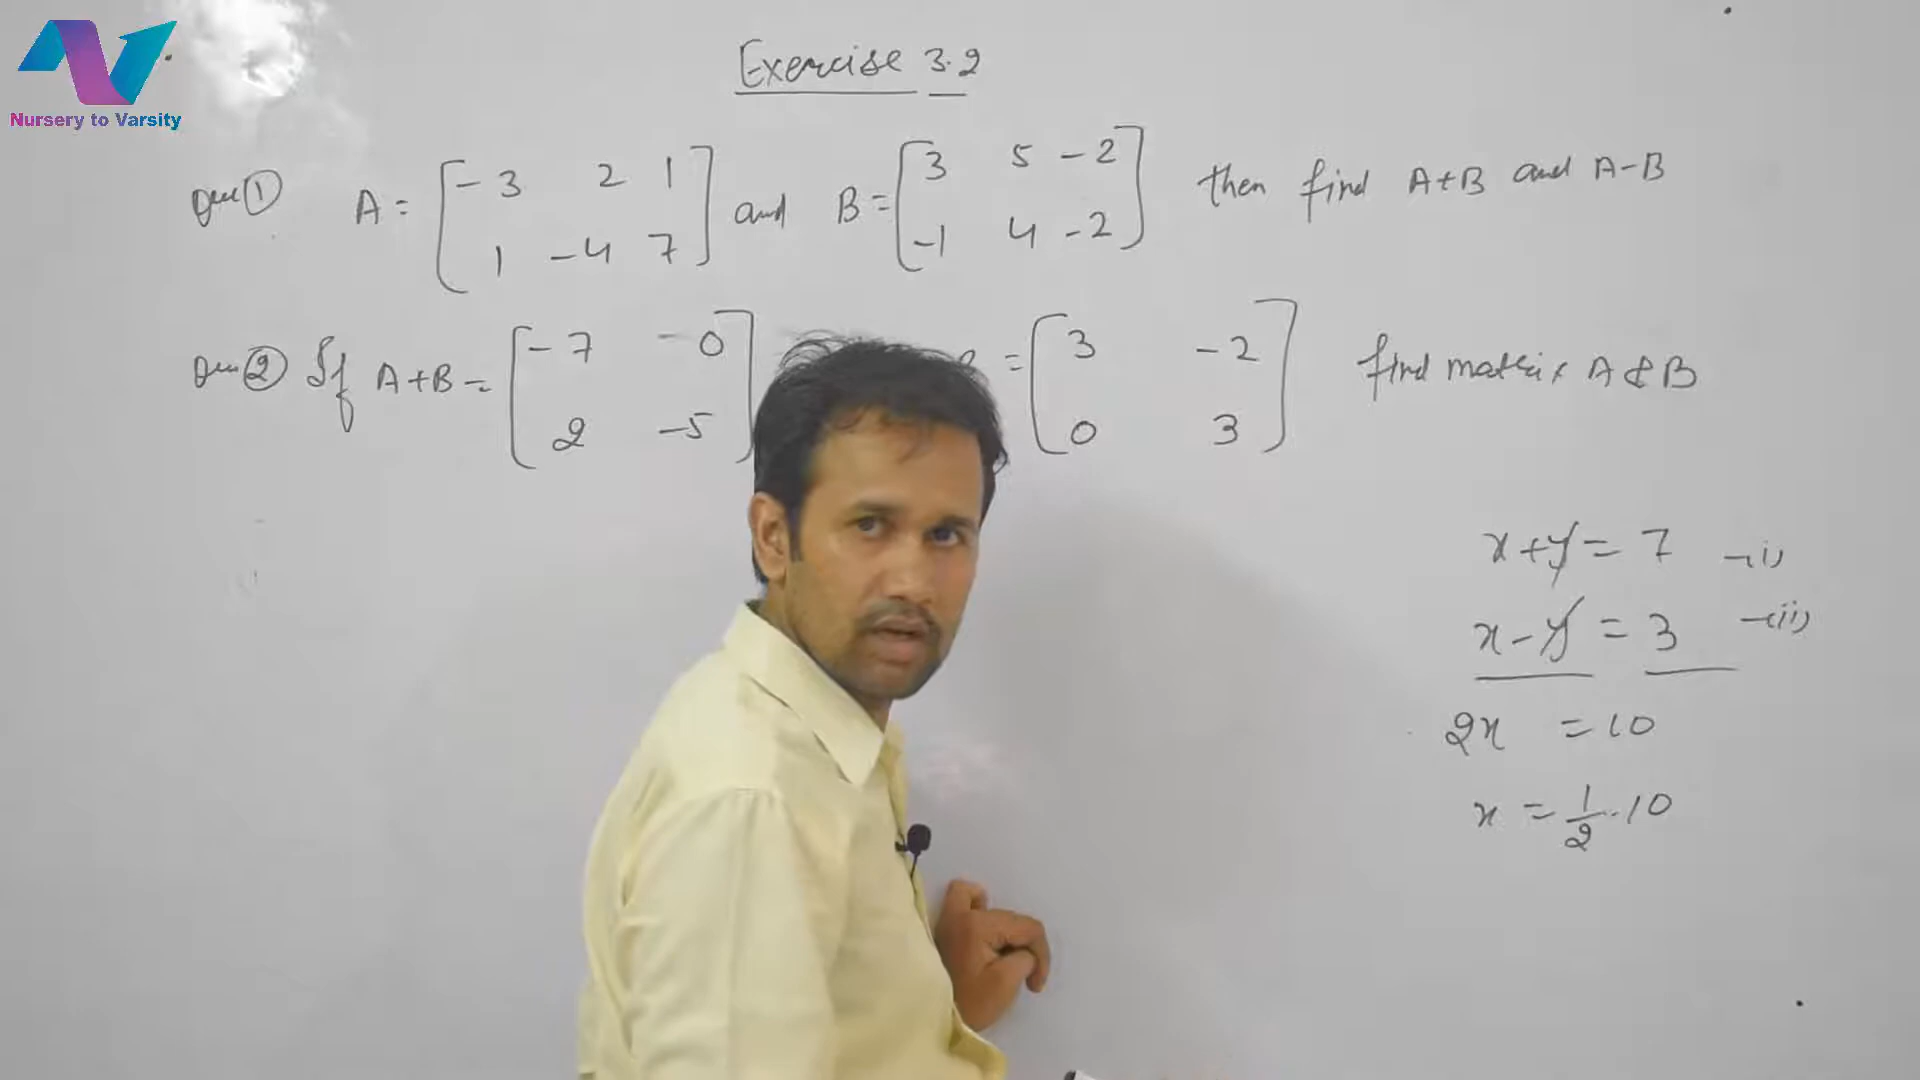 Nursery to Varsity
Exercise 3.2
Que ① A = [ -3 2 1 ] and B = [ 3 5 -2 ] then find A+B and A-B
1 -4 7 -1 4 -2
Que ② If A+B = [ -7 -0 ] = [ 3 -2 ] find matrix A & B
2 -5 0 3
x+y = 7 -(i)
x-y = 3 -(ii)
2x = 10
x = 1/2 . 10